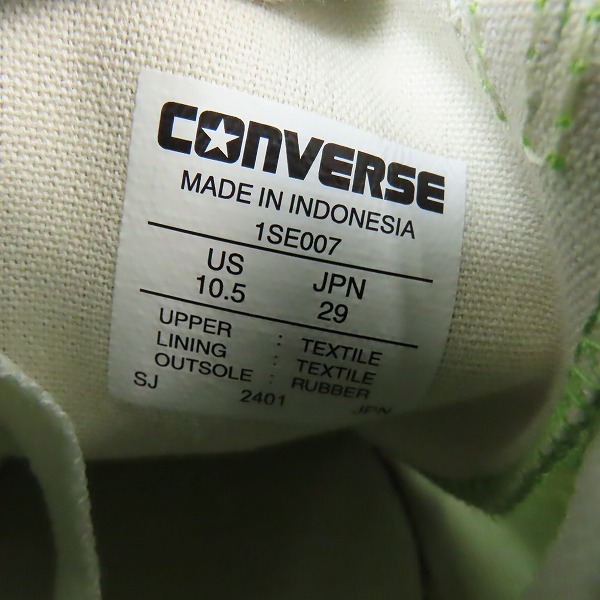 CONVERSE
MADE IN INDONESIA
1SE007
US JPN
10.5 29
UPPER : TEXTILE
LINING : TEXTILE
OUTSOLE : RUBBER
SJ 2401 JPN